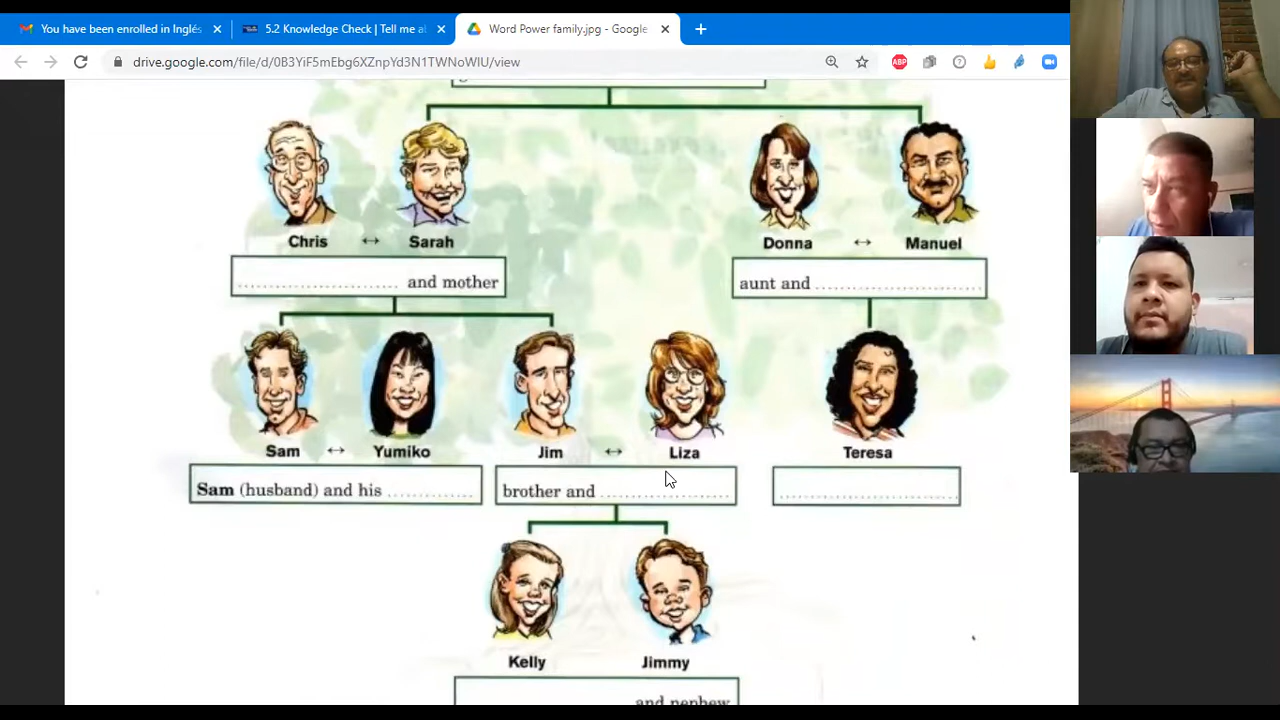 You have been enrolled in Inglés
5.2 Knowledge Check | Tell me a
Word Power family.jpg - Google
drive.google.com/file/d/0B3YiF5mEbgkXZnpYd3N1TWNoWlU/view
ABP
Chris ↔ Sarah
Donna ↔ Manuel
.............................. and mother
aunt and ..............................
Sam ↔ Yumiko
Jim ↔ Liza
Teresa
Sam (husband) and his ................
brother and ........................
..................................
Kelly
Jimmy
and nephew